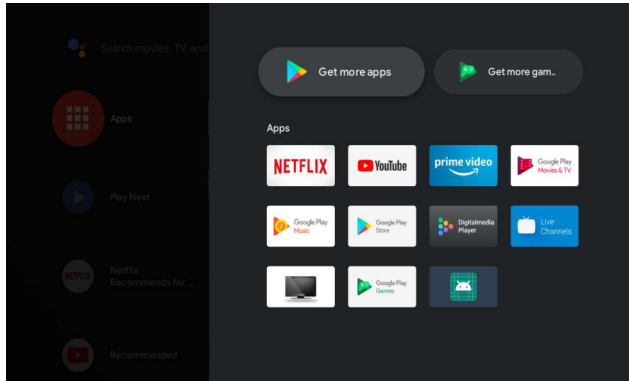 Search movies, TV, and
Apps
Play Next
NETFLIX
Netflix
Recommends for ...
Recommended
Get more apps
Get more gam..
Apps
NETFLIX
YouTube
prime video
Google Play
Movies & TV
Google Play
Music
Google Play
Store
Digitalmedia
Player
Live
Channels
Google Play
Games